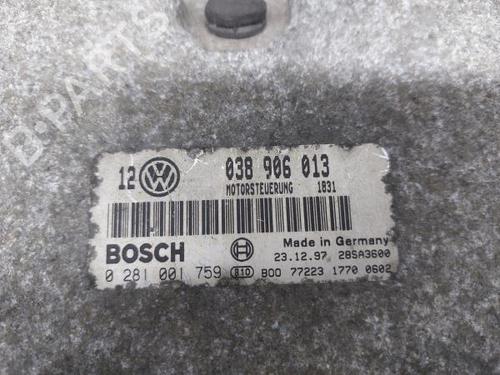 B-PARTS
12 038 906 013
MOTORSTEUERUNG 1831
BOSCH Made in Germany
23.12.97 28SA3600
0 281 001 759 810 B00 77223 1770 0602